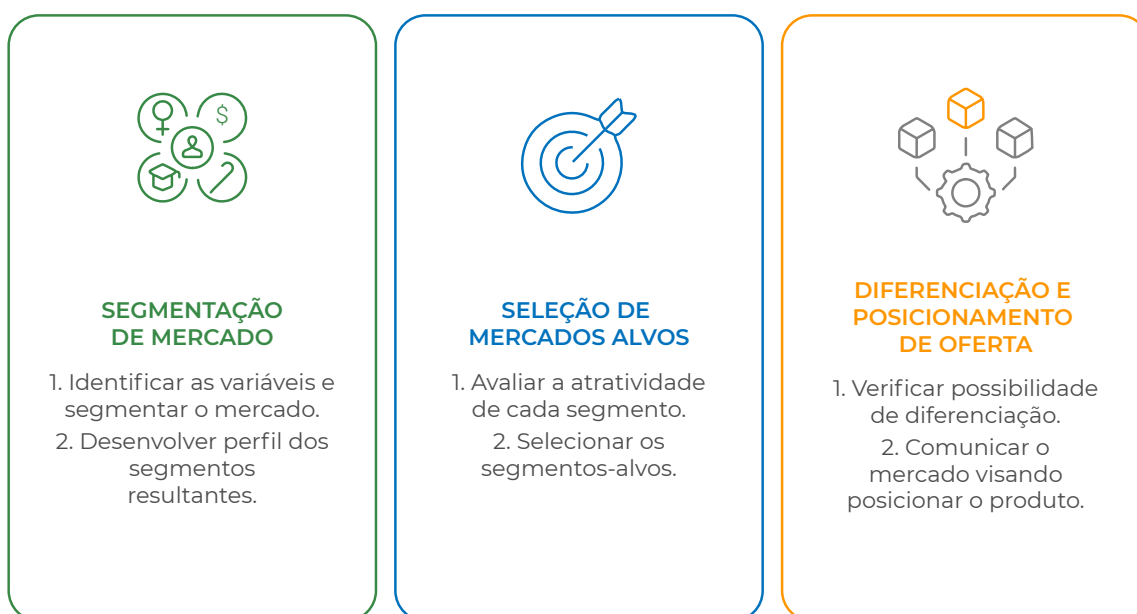 $
SEGMENTAÇÃO
DE MERCADO
1. Identificar as variáveis e
segmentar o mercado.
2. Desenvolver perfil dos
segmentos
resultantes.
SELEÇÃO DE
MERCADOS ALVOS
1. Avaliar a atratividade
de cada segmento.
2. Selecionar os
segmentos-alvos.
DIFERENCIAÇÃO E
POSICIONAMENTO
DE OFERTA
1. Verificar possibilidade
de diferenciação.
2. Comunicar o
mercado visando
posicionar o produto.